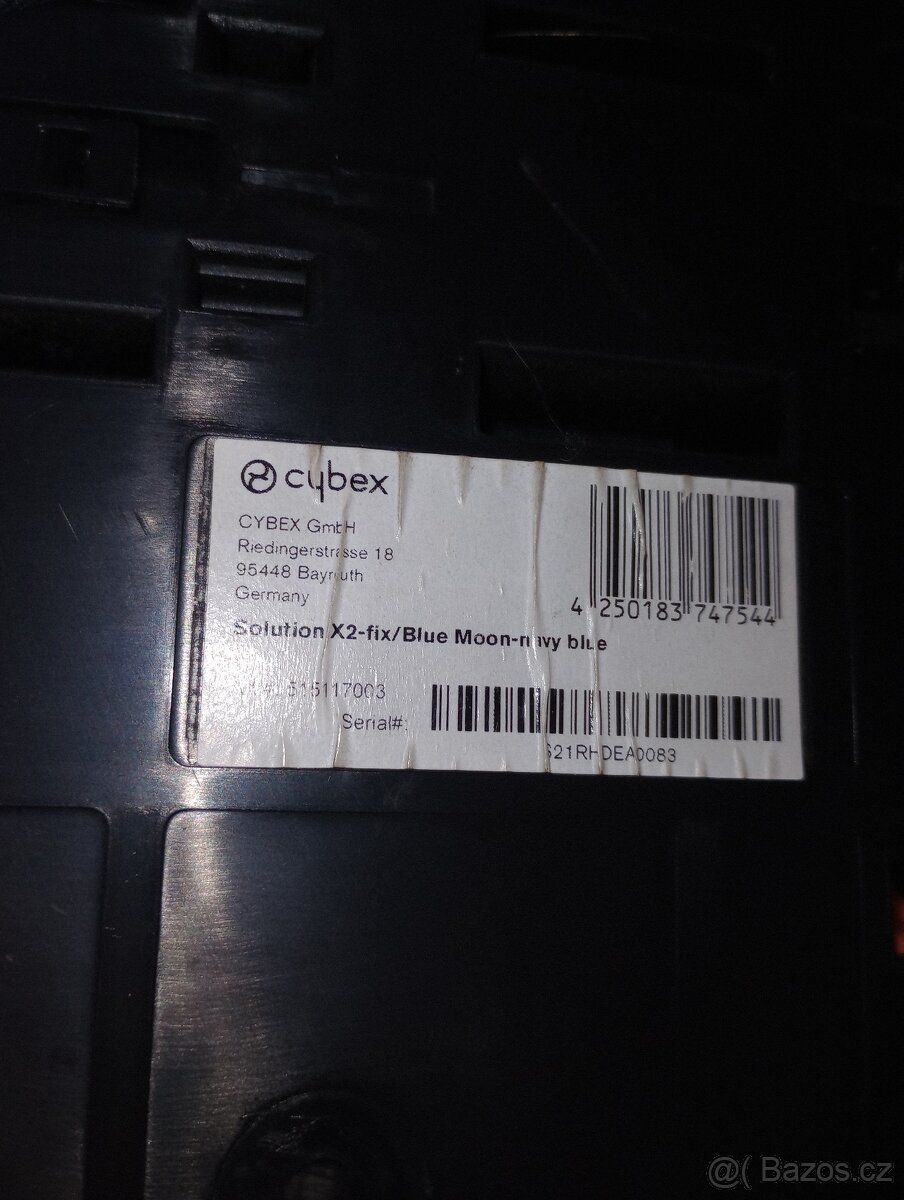 cybex
CYBEX GmbH
Riedingerstrasse 18
95448 Bayreuth
Germany
4 250183 747544
Solution X2-fix/Blue Moon-navy blue
515117003
Serial#:
S21RHDEA0083
@( Bazos.cz